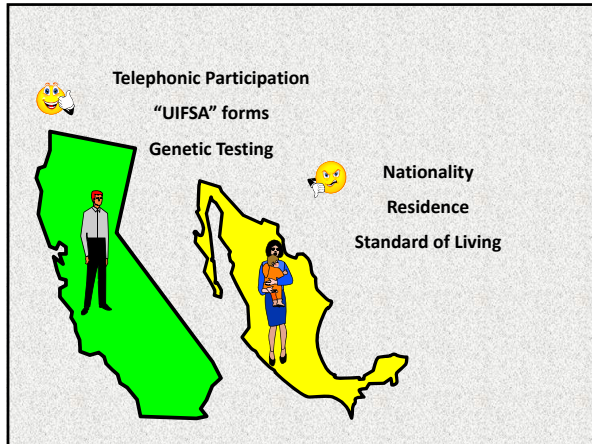 Telephonic Participation
“UIFSA” forms
Genetic Testing
Nationality
Residence
Standard of Living